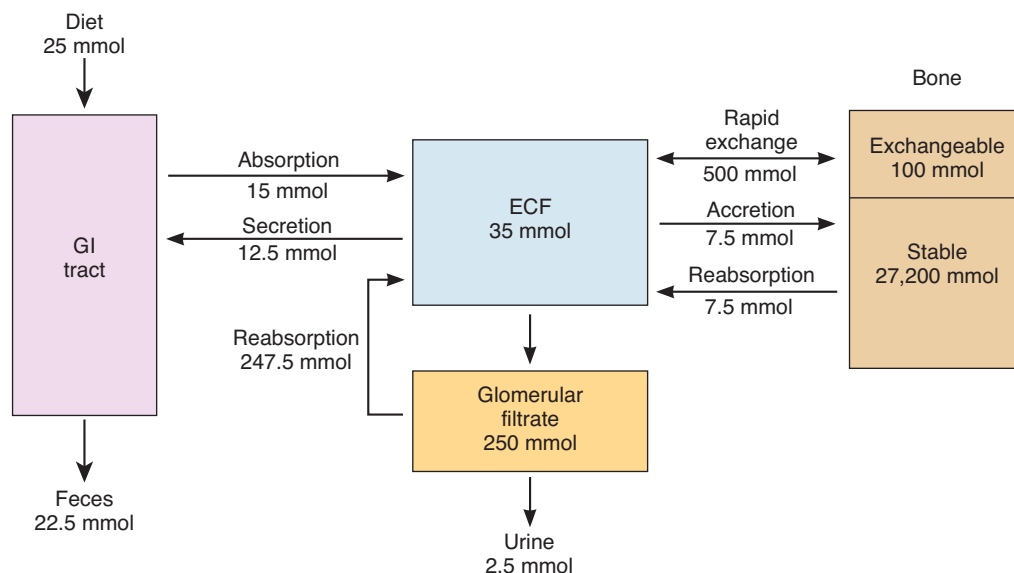 Diet
25 mmol
Bone
GI
tract
Absorption
15 mmol
Secretion
12.5 mmol
Reabsorption
247.5 mmol
ECF
35 mmol
Rapid
exchange
500 mmol
Accretion
7.5 mmol
Reabsorption
7.5 mmol
Exchangeable
100 mmol
Stable
27,200 mmol
Glomerular
filtrate
250 mmol
Feces
22.5 mmol
Urine
2.5 mmol